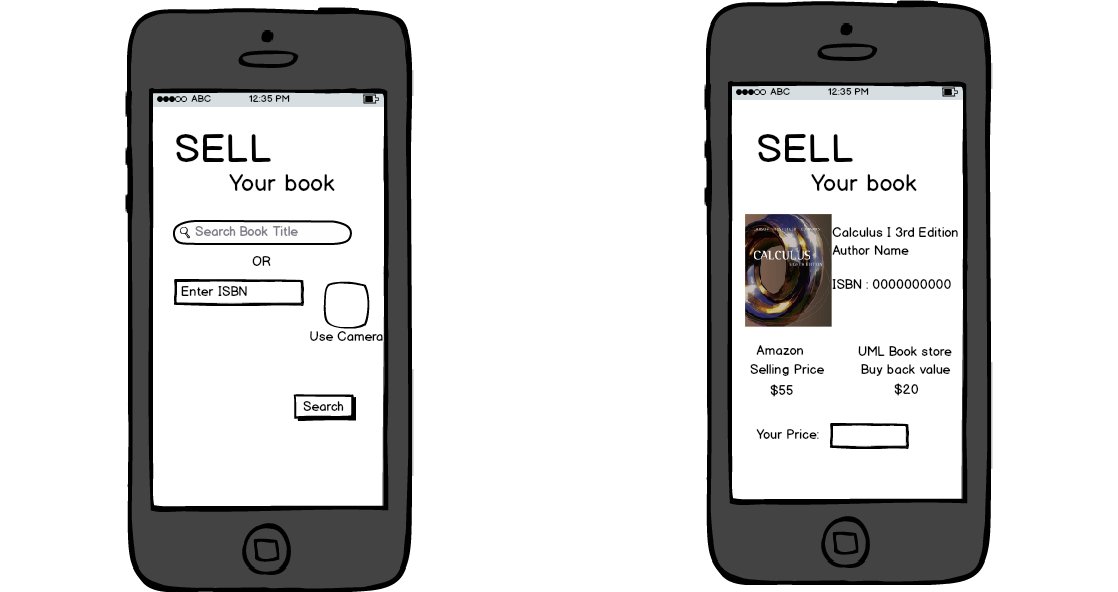 ABC 12:35 PM
SELL
Your book
Search Book Title
OR
Enter ISBN
Use Camera
Search
ABC 12:35 PM
SELL
Your book
CALCULUS
Calculus I 3rd Edition
Author Name
ISBN : 0000000000
Amazon
Selling Price
$55
UML Book store
Buy back value
$20
Your Price: